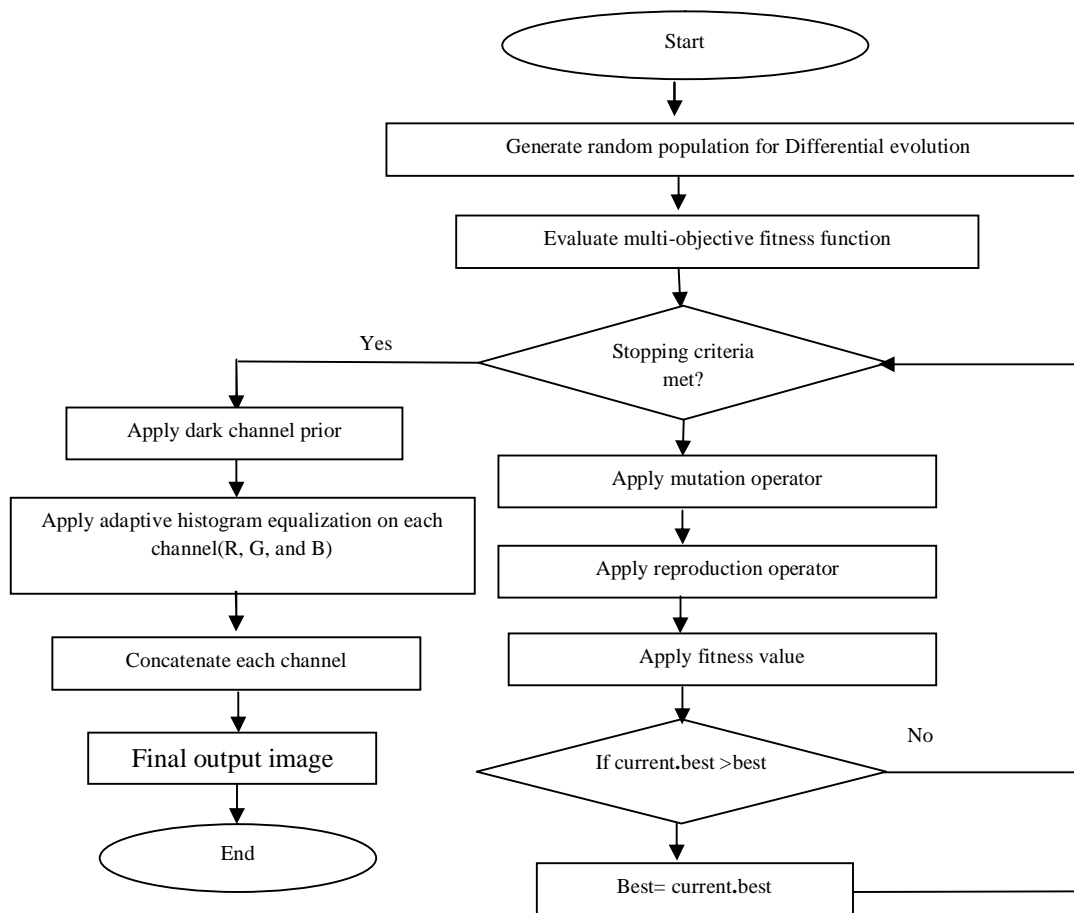 Start
Generate random population for Differential evolution
Evaluate multi-objective fitness function
Yes
Stopping criteria
met?
Apply dark channel prior
Apply mutation operator
Apply adaptive histogram equalization on each
channel(R, G, and B)
Apply reproduction operator
Concatenate each channel
Apply fitness value
Final output image
If current.best >best
No
End
Best= current.best